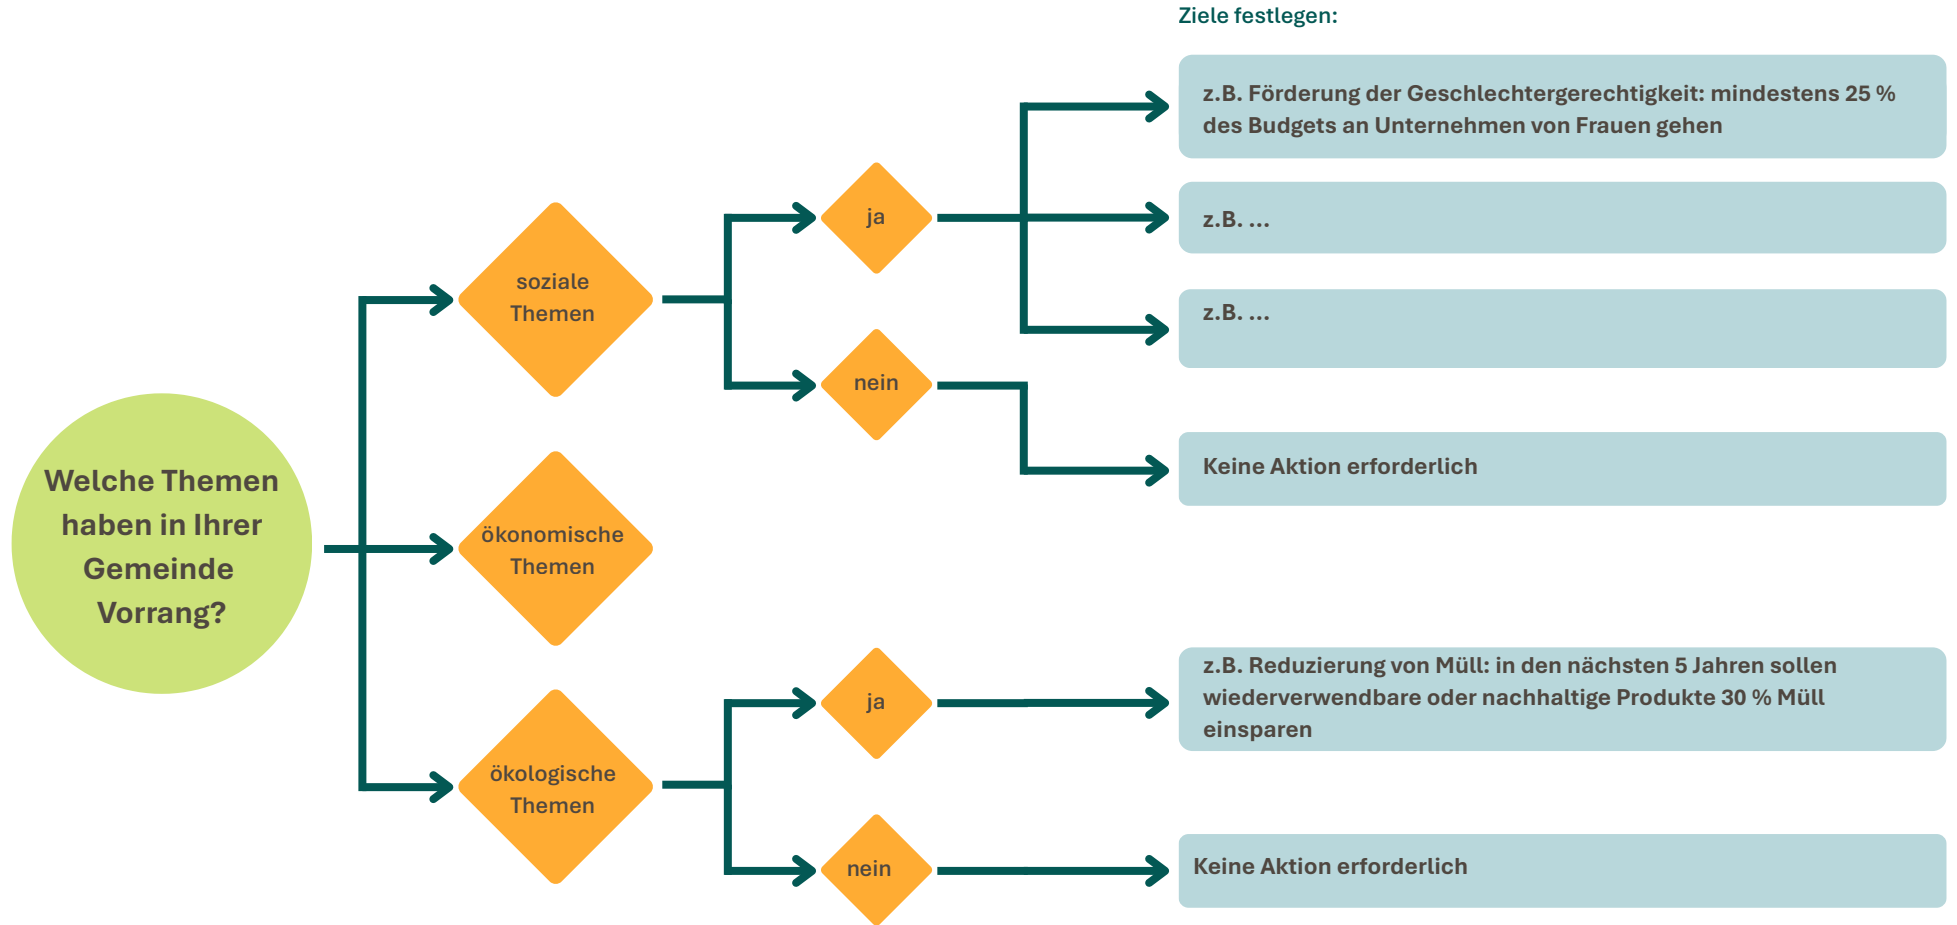 Ziele festlegen:
z.B. Förderung der Geschlechtergerechtigkeit: mindestens 25 %
des Budgets an Unternehmen von Frauen gehen
ja
z.B. ...
soziale
Themen
z.B. ...
nein
Keine Aktion erforderlich
Welche Themen
haben in Ihrer
Gemeinde
Vorrang?
ökonomische
Themen
z.B. Reduzierung von Müll: in den nächsten 5 Jahren sollen
wiederverwendbare oder nachhaltige Produkte 30 % Müll
einsparen
ja
ökologische
Themen
nein
Keine Aktion erforderlich